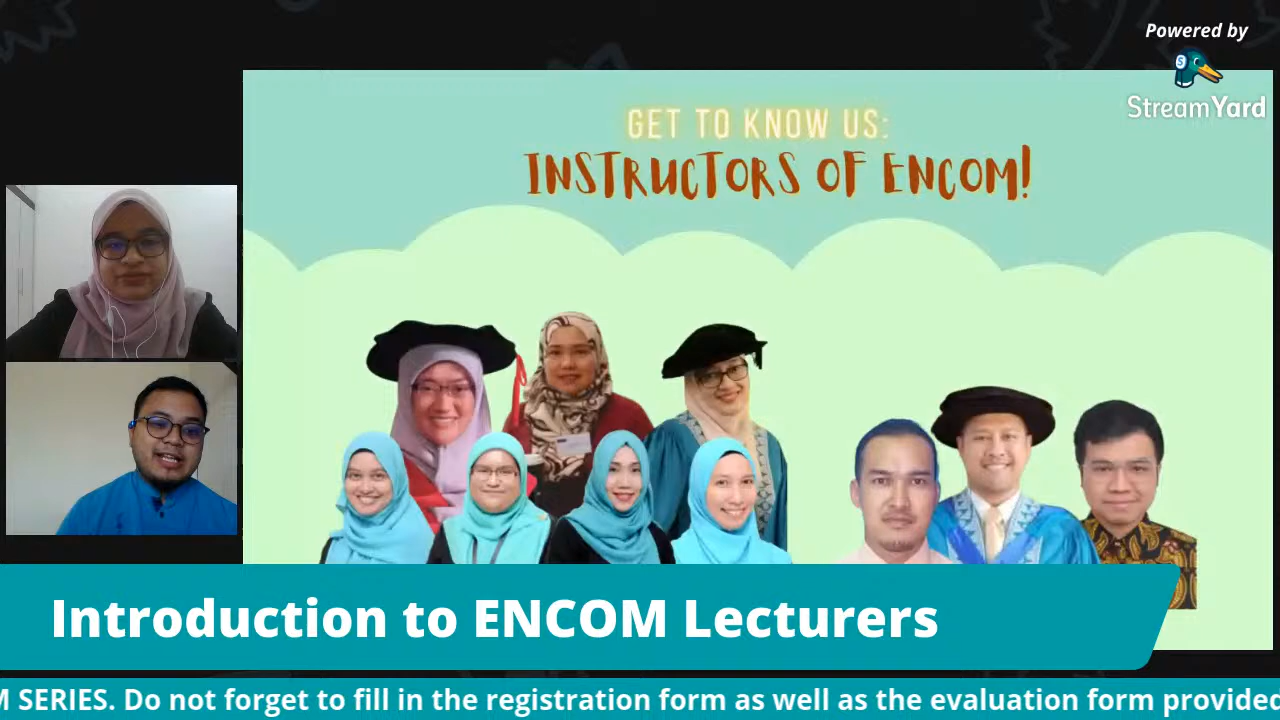 Powered by
StreamYard
GET TO KNOW US:
INSTRUCTORS OF ENCOM!
Introduction to ENCOM Lecturers
SERIES. Do not forget to fill in the registration form as well as the evaluation form provided